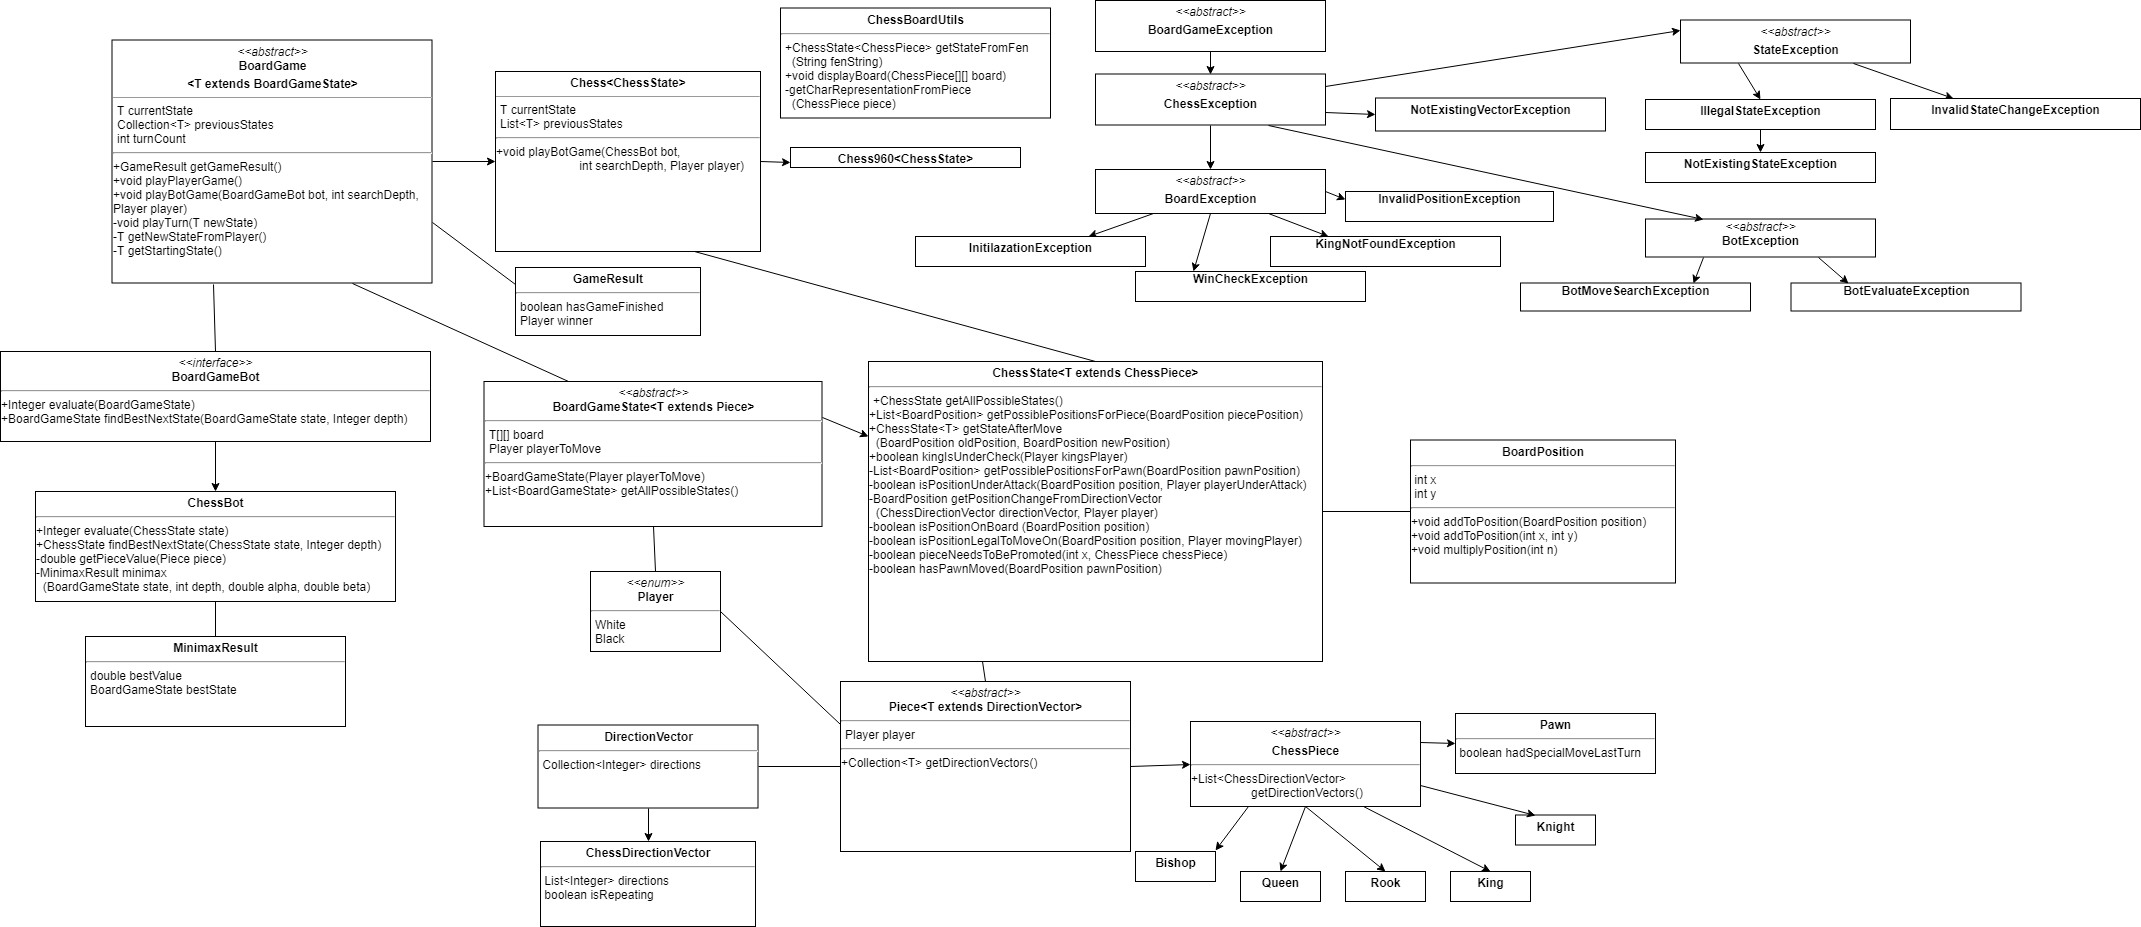 <<abstract>>
BoardGame
<T extends BoardGameState>
T currentState
Collection<T> previousStates
int turnCount
+GameResult getGameResult()
+void playPlayerGame()
+void playBotGame(BoardGameBot bot, int searchDepth,
Player player)
-void playTurn(T newState)
-T getNewStateFromPlayer()
-T getStartingState()
Chess<ChessState>
T currentState
List<T> previousStates
+void playBotGame(ChessBot bot,
int searchDepth, Player player)
ChessBoardUtils
+ChessState<ChessPiece> getStateFromFen
(String fenString)
+void displayBoard(ChessPiece[][] board)
-getCharRepresentationFromPiece
(ChessPiece piece)
Chess960<ChessState>
GameResult
boolean hasGameFinished
Player winner
<<abstract>>
BoardGameException
<<abstract>>
ChessException
NotExistingVectorException
<<abstract>>
StateException
IllegalStateException
InvalidStateChangeException
NotExistingStateException
<<abstract>>
BoardException
InvalidPositionException
InitilazationException
KingNotFoundException
WinCheckException
<<abstract>>
BotException
BotMoveSearchException
BotEvaluateException
<<interface>>
BoardGameBot
+Integer evaluate(BoardGameState)
+BoardGameState findBestNextState(BoardGameState state, Integer depth)
ChessBot
+Integer evaluate(ChessState state)
+ChessState findBestNextState(ChessState state, Integer depth)
-double getPieceValue(Piece piece)
-MinimaxResult minimax
(BoardGameState state, int depth, double alpha, double beta)
MinimaxResult
double bestValue
BoardGameState bestState
<<abstract>>
BoardGameState<T extends Piece>
T[][] board
Player playerToMove
+BoardGameState(Player playerToMove)
+List<BoardGameState> getAllPossibleStates()
<<enum>>
Player
White
Black
ChessState<T extends ChessPiece>
+ChessState getAllPossibleStates()
+List<BoardPosition> getPossiblePositionsForPiece(BoardPosition piecePosition)
+ChessState<T> getStateAfterMove
(BoardPosition oldPosition, BoardPosition newPosition)
+boolean kingIsUnderCheck(Player kingsPlayer)
-List<BoardPosition> getPossiblePositionsForPawn(BoardPosition pawnPosition)
-boolean isPositionUnderAttack(BoardPosition position, Player playerUnderAttack)
-BoardPosition getPositionChangeFromDirectionVector
(ChessDirectionVector directionVector, Player player)
-boolean isPositionOnBoard (BoardPosition position)
-boolean isPositionLegalToMoveOn(BoardPosition position, Player movingPlayer)
-boolean pieceNeedsToBePromoted(int x, ChessPiece chessPiece)
-boolean hasPawnMoved(BoardPosition pawnPosition)
BoardPosition
int x
int y
+void addToPosition(BoardPosition position)
+void addToPosition(int x, int y)
+void multiplyPosition(int n)
<<abstract>>
Piece<T extends DirectionVector>
Player player
+Collection<T> getDirectionVectors()
DirectionVector
Collection<Integer> directions
ChessDirectionVector
List<Integer> directions
boolean isRepeating
<<abstract>>
ChessPiece
+List<ChessDirectionVector>
getDirectionVectors()
Pawn
boolean hadSpecialMoveLastTurn
Knight
Bishop
Queen
Rook
King